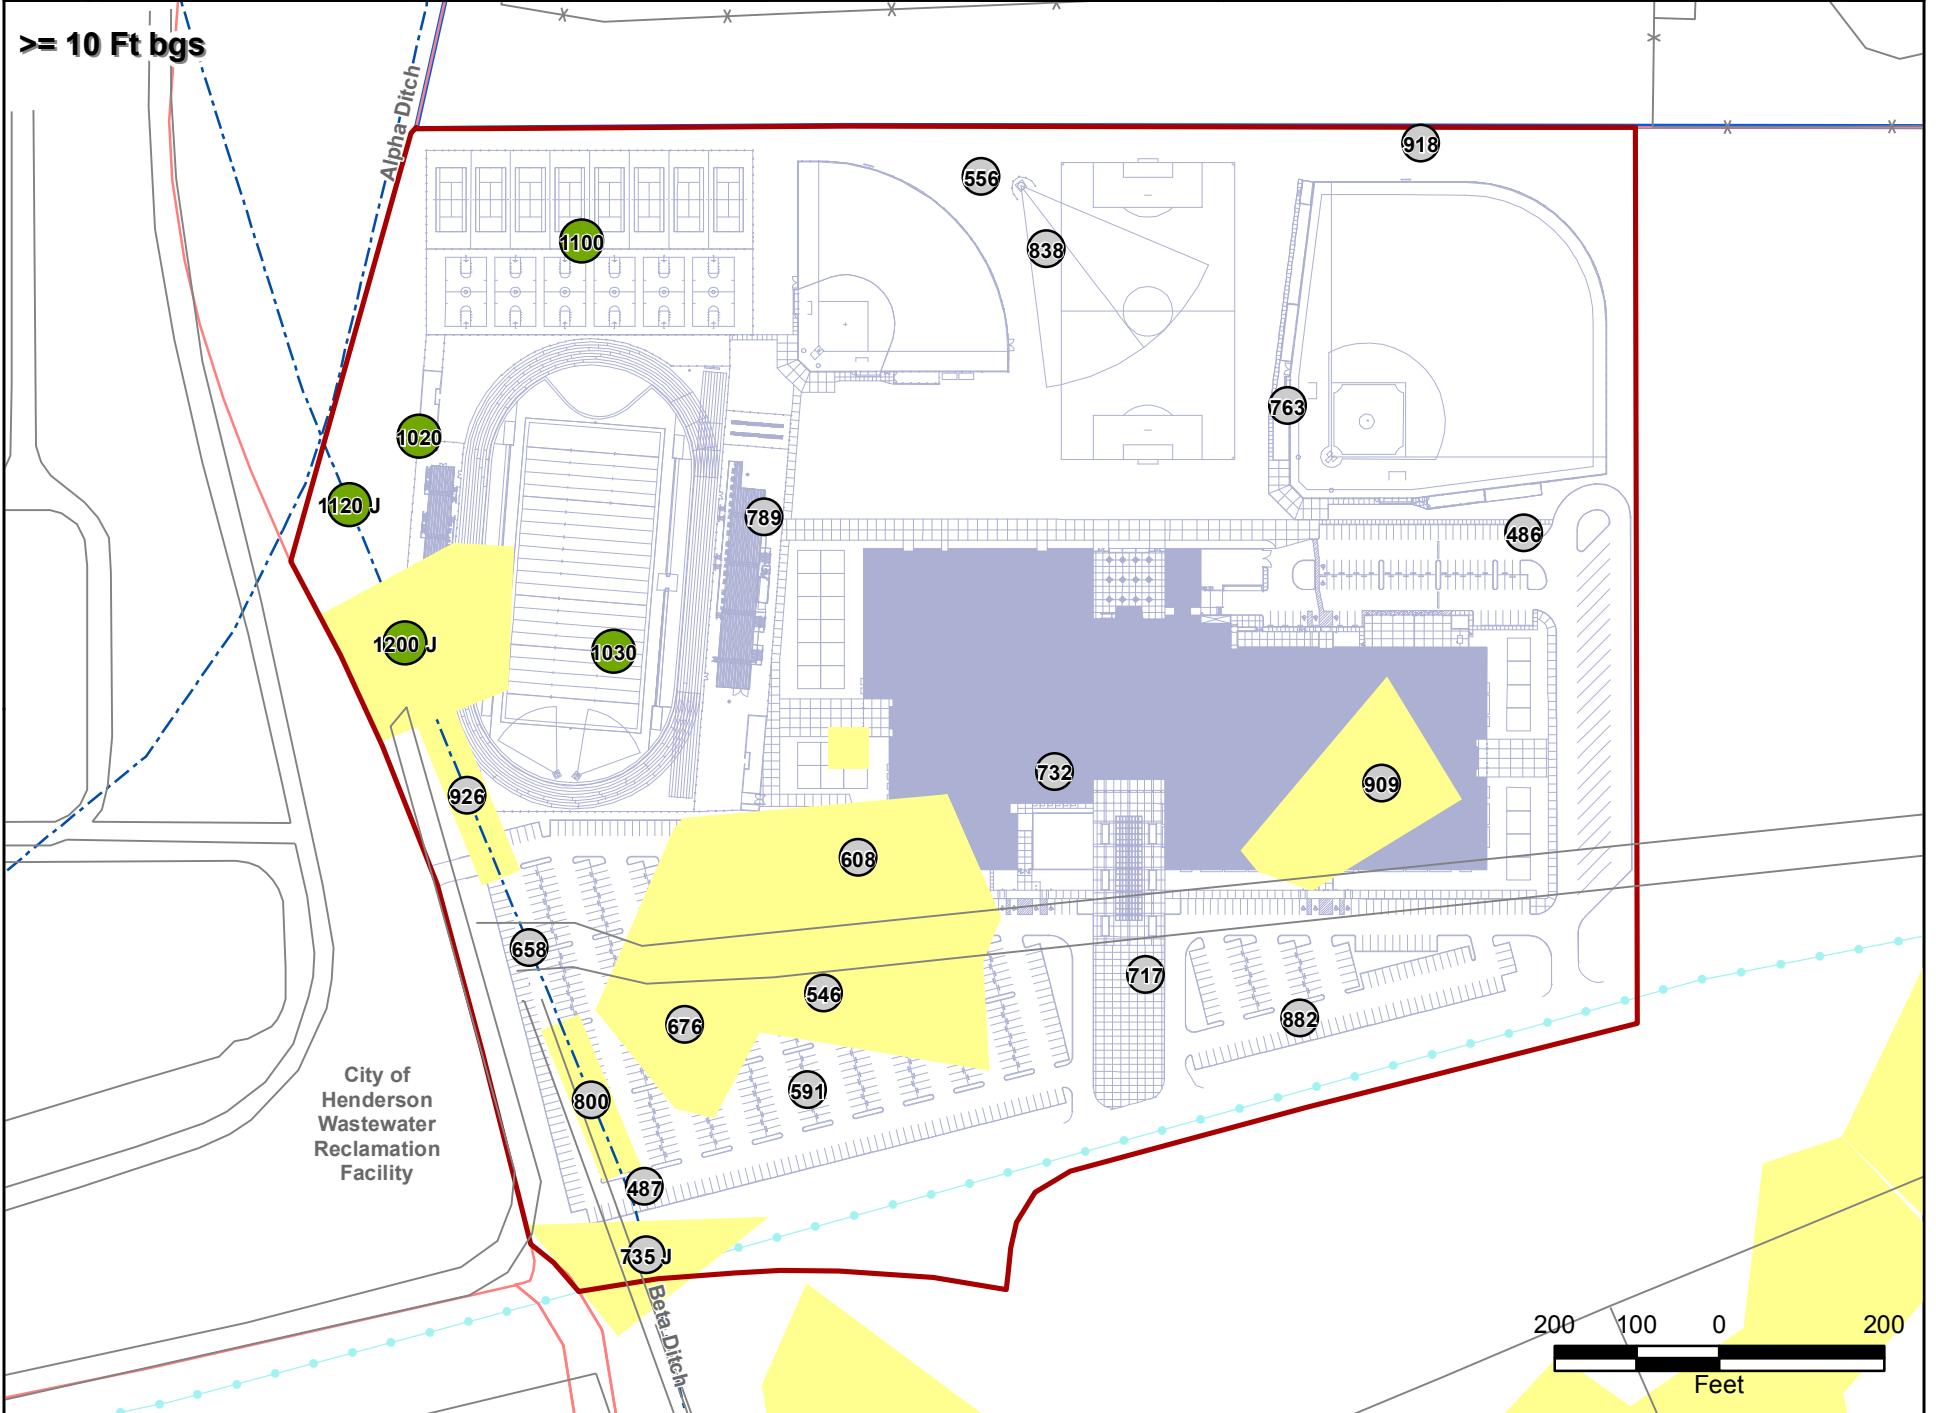 >= 10 Ft bgs
Alpha Ditch
918
556
1100
838
763
1020
1120 J
789
486
1200 J
1030
732
909
926
608
658
546
717
676
882
591
800
City of
Henderson
Wastewater
Reclamation
Facility
487
735 J
Beta Ditch
200 100 0 200
Feet